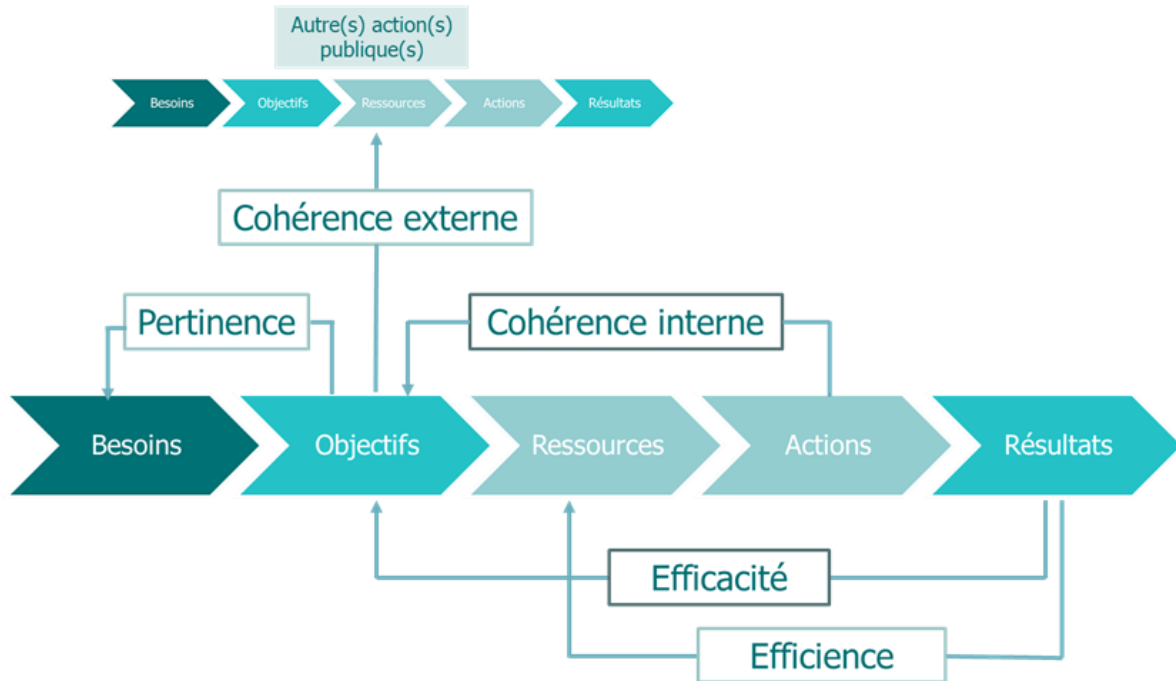 Autre(s) action(s)
publique(s)
Besoins
Objectifs
Ressources
Actions
Résultats
Cohérence externe
Pertinence
Cohérence interne
Besoins
Objectifs
Ressources
Actions
Résultats
Efficacité
Efficience